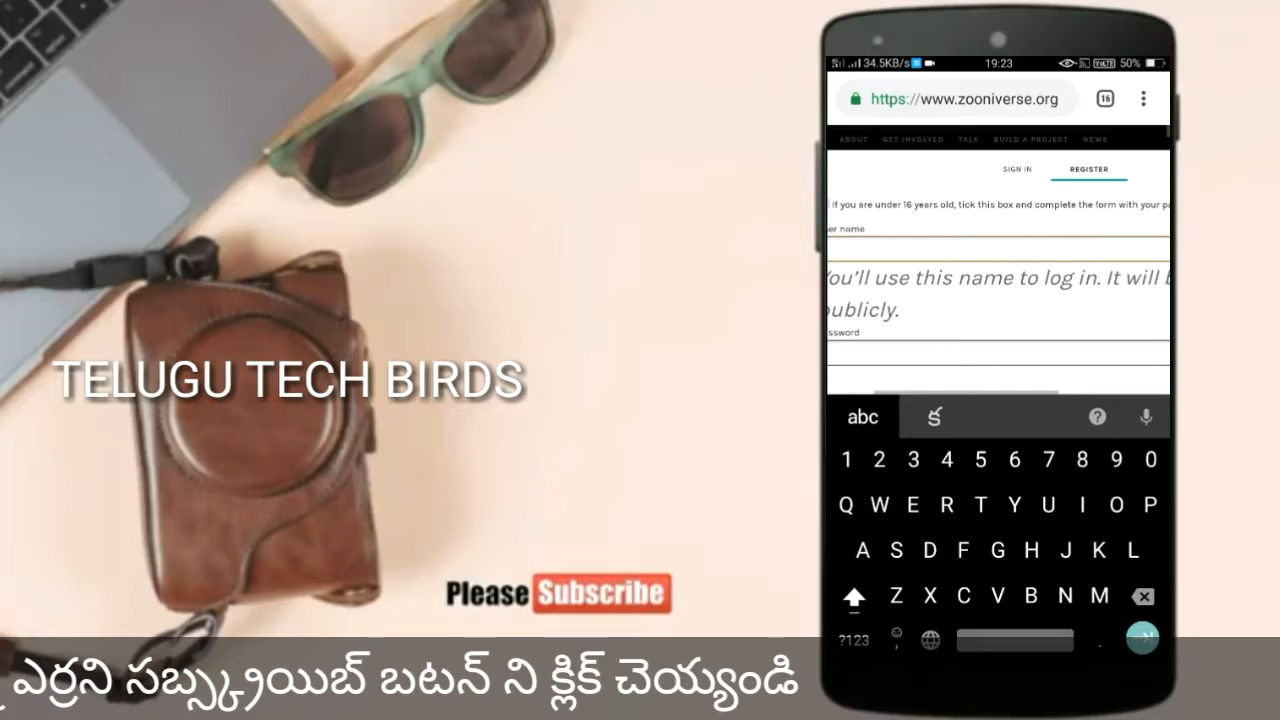 34.5KB/s 19:23 VoLTE 50%
https://www.zooniverse.org 16
ABOUT GET INVOLVED TALK BUILD A PROJECT NEWS
SIGN IN REGISTER
If you are under 16 years old, tick this box and complete the form with your pa
er name
You'll use this name to log in. It will b
publicly.
ssword
TELUGU TECH BIRDS
abc క ?
1 2 3 4 5 6 7 8 9 0
Q W E R T Y U I O P
A S D F G H J K L
Z X C V B N M
?123 , .
Please Subscribe
ఎర్రని సబ్స్క్రయిబ్ బటన్ ని క్లిక్ చెయ్యండి